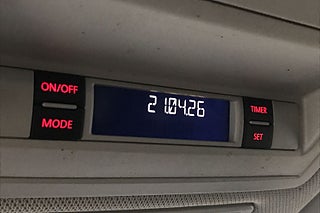 ON/OFF
21.04.26
TIMER
MODE
SET